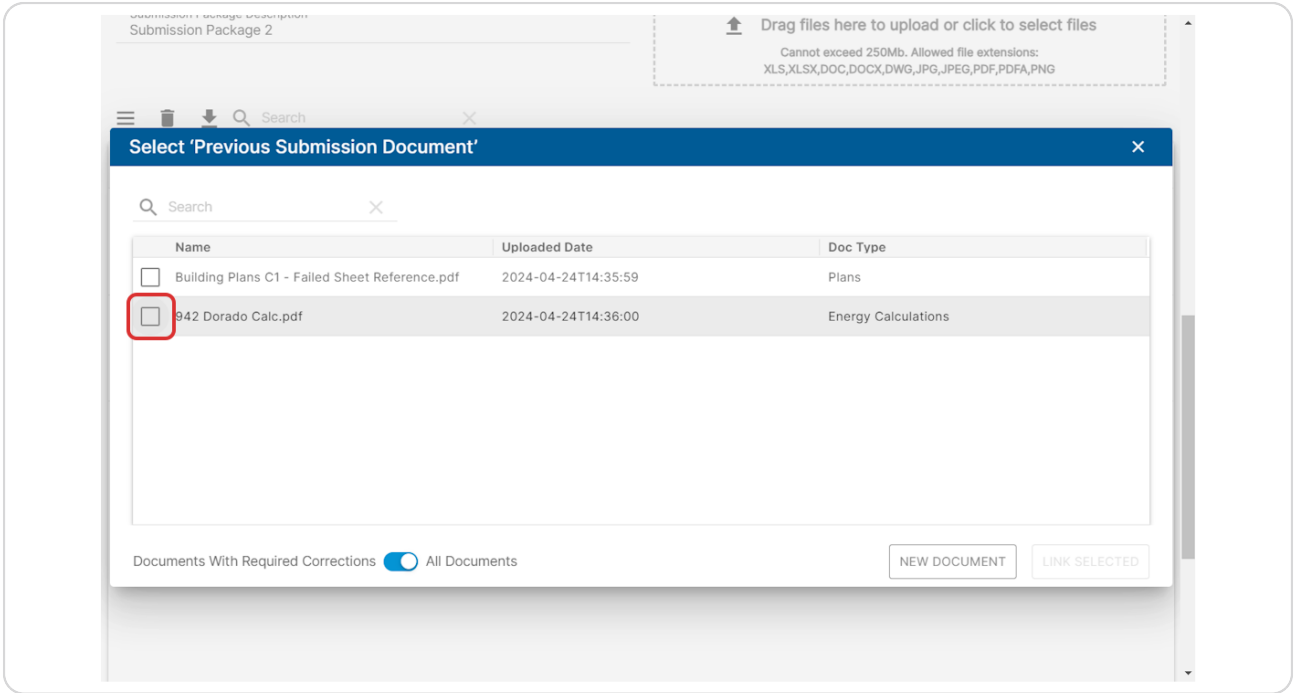 Submission Package Description
Submission Package 2
Drag files here to upload or click to select files
Cannot exceed 250Mb. Allowed file extensions:
XLS,XLSX,DOC,DOCX,DWG,JPG,JPEG,PDF,PDFA,PNG
Search
Select ‘Previous Submission Document’
Search
Name Uploaded Date Doc Type
Building Plans C1 - Failed Sheet Reference.pdf 2024-04-24T14:35:59 Plans
942 Dorado Calc.pdf 2024-04-24T14:36:00 Energy Calculations
Documents With Required Corrections All Documents NEW DOCUMENT LINK SELECTED